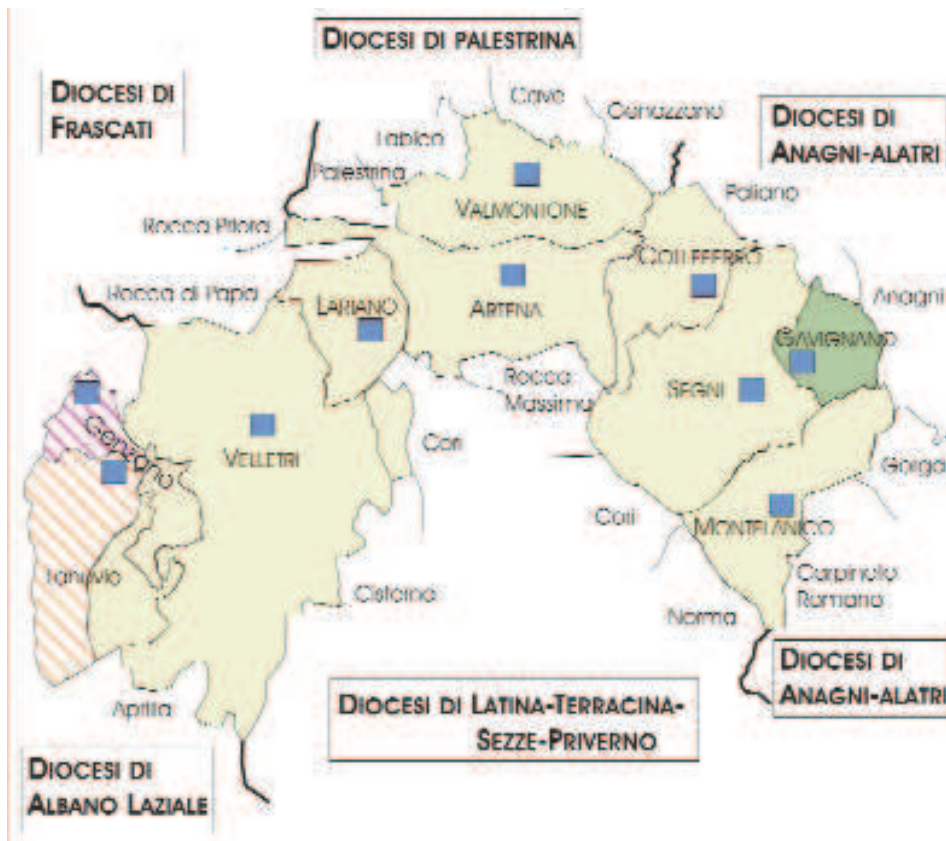 DIOCESI DI PALESTRINA
DIOCESI DI
FRASCATI
Cave
Genazzano
DIOCESI DI
ANAGNI-ALATRI
Labico
Palestrina
Paliano
VALMONTONE
Rocca Priora
COLLEFERRO
Rocca di Papa
LARIANO
ARTENA
Anagni
GAVIGNANO
Rocca
Massima
SEGNI
Genzano
VELLETRI
Cori
Gorga
Cori
MONTELANICO
Lanuvio
Cisterna
Carpineto
Romano
Norma
DIOCESI DI
ANAGNI-ALATRI
Aprilia
DIOCESI DI LATINA-TERRACINA-
SEZZE-PRIVERNO
DIOCESI DI
ALBANO LAZIALE